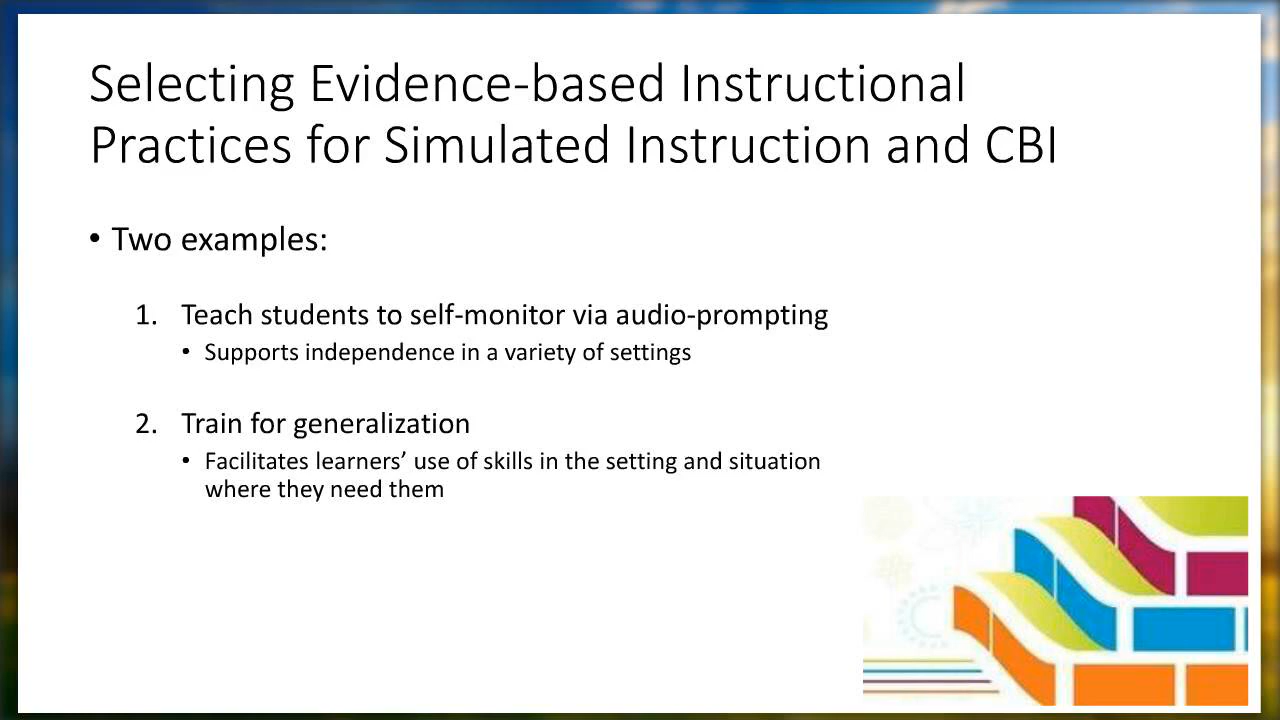 Selecting Evidence-based Instructional
Practices for Simulated Instruction and CBI
• Two examples:
1. Teach students to self-monitor via audio-prompting
• Supports independence in a variety of settings
2. Train for generalization
• Facilitates learners’ use of skills in the setting and situation
where they need them